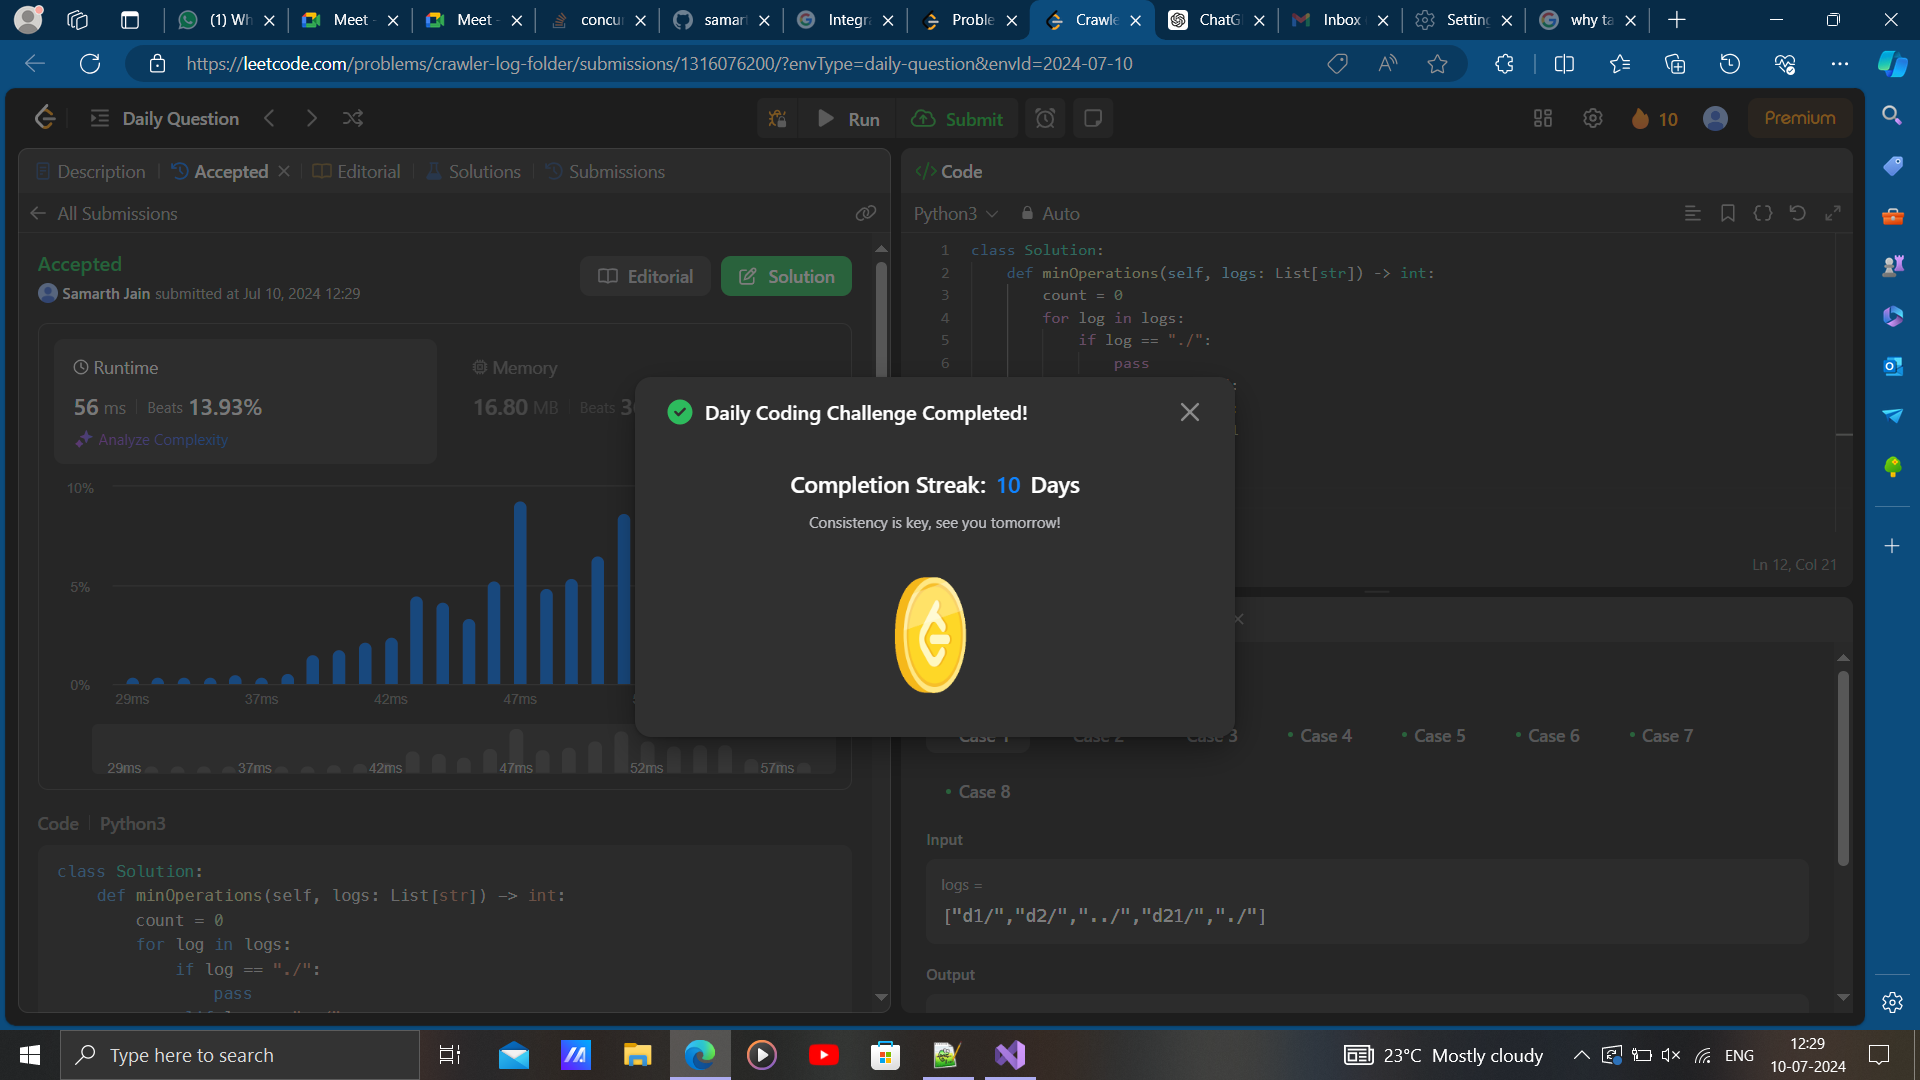 (1) Wh
Meet -
Meet -
concur
samart
Integra
Proble
Crawle
ChatG
Inbox
Setting
why ta
https://leetcode.com/problems/crawler-log-folder/submissions/1316076200/?envType=daily-question&envId=2024-07-10
Daily Question
Run
Submit
10
Premium
Description
Accepted
Editorial
Solutions
Submissions
All Submissions
Accepted
Samarth Jain submitted at Jul 10, 2024 12:29
Editorial
Solution
Runtime
56 ms
Beats 13.93%
Analyze Complexity
Memory
16.80 MB
Beats
10%
5%
0%
29ms
37ms
42ms
47ms
29ms
37ms
42ms
47ms
52ms
57ms
Code
Python3
class Solution:
def minOperations(self, logs: List[str]) -> int:
count = 0
for log in logs:
if log == "./":
pass
</> Code
Python3
Auto
1 class Solution:
2 def minOperations(self, logs: List[str]) -> int:
3 count = 0
4 for log in logs:
5 if log == "./":
6 pass
Ln 12, Col 21
Daily Coding Challenge Completed!
Completion Streak: 10 Days
Consistency is key, see you tomorrow!
Case 1
Case 2
Case 3
Case 4
Case 5
Case 6
Case 7
Case 8
Input
logs =
["d1/","d2/","../","d21/","./"]
Output
Type here to search
23°C Mostly cloudy
ENG
12:29
10-07-2024